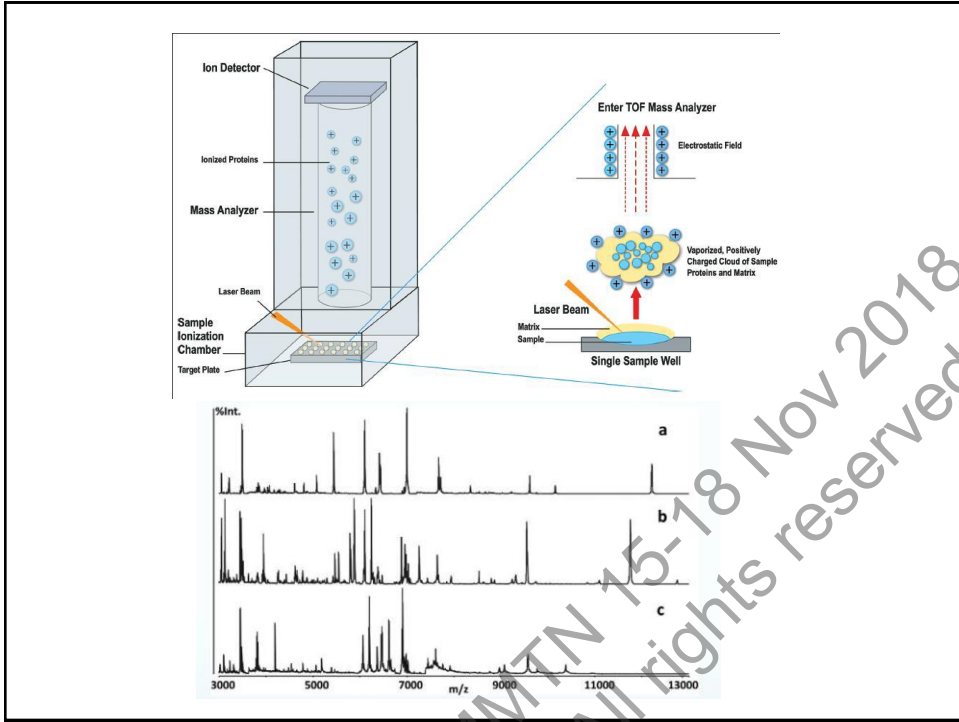 Ion Detector
Ionized Proteins
Mass Analyzer
Laser Beam
Sample
Ionization
Chamber
Target Plate
Enter TOF Mass Analyzer
Electrostatic Field
Vaporized, Positively
Charged Cloud of Sample
Proteins and Matrix
Laser Beam
Matrix
Sample
Single Sample Well
%Int.
a
b
c
3000 5000 7000 9000 11000 13000
m/z
MTN 15-18 Nov 2018
All rights reserved